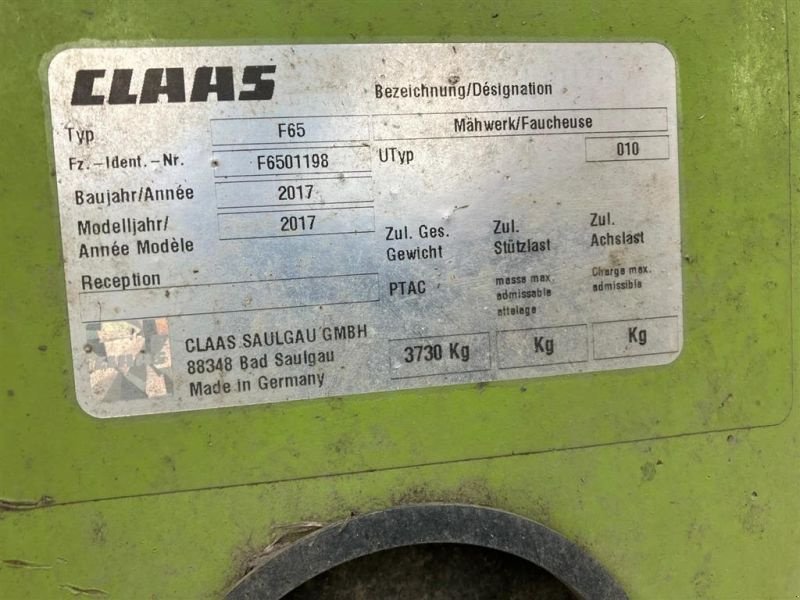 CLAAS
Bezeichnung/Désignation
Typ F65 Mähwerk/Faucheuse
Fz.-Ident.-Nr. F6501198 UTyp 010
Baujahr/Année 2017
Modelljahr/ 2017
Année Modèle
Zul. Ges. Zul. Zul.
Gewicht Stützlast Achslast
Reception
PTAC masse max. Charge max.
admissable admissible
attelage
3730 Kg Kg Kg
CLAAS SAULGAU GMBH
88348 Bad Saulgau
Made in Germany